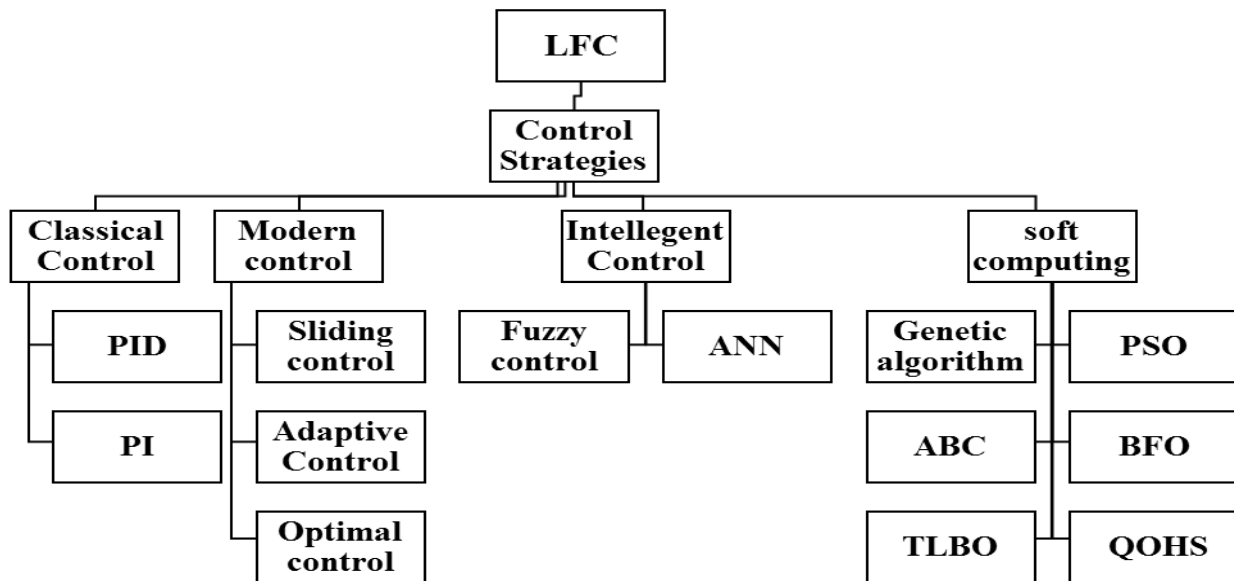 LFC
Control
Strategies
Classical
Control
Modern
control
Intellegent
Control
soft
computing
PID
Sliding
control
Fuzzy
control
ANN
Genetic
algorithm
PSO
PI
Adaptive
Control
ABC
BFO
Optimal
control
TLBO
QOHS